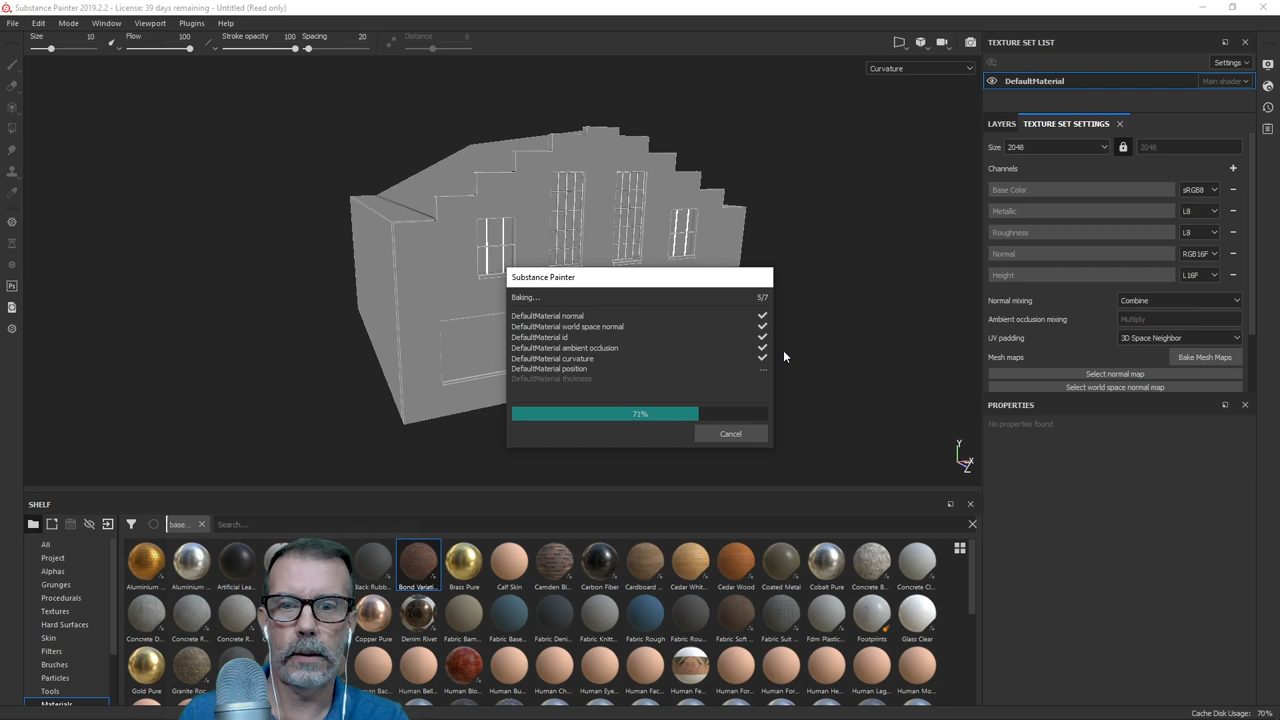 Substance Painter 2019.2.2 - License: 39 days remaining - Untitled (Read only)
File Edit Mode Window Viewport Plugins Help
Size 10 Flow 100 Stroke opacity 100 Spacing 20 Distance 8
Curvature
TEXTURE SET LIST
Settings
DefaultMaterial Main shader
LAYERS TEXTURE SET SETTINGS
Size 2048 2048
Channels
Base Color sRGB8
Metallic L8
Roughness L8
Normal RGB16F
Height L16F
Normal mixing Combine
Ambient occlusion mixing Multiply
UV padding 3D Space Neighbor
Mesh maps Bake Mesh Maps
Select normal map
Select world space normal map
PROPERTIES
No properties found
Substance Painter
Baking... 5/7
DefaultMaterial normal
DefaultMaterial world space normal
DefaultMaterial id
DefaultMaterial ambient occlusion
DefaultMaterial curvature
DefaultMaterial position ...
DefaultMaterial thickness
71%
Cancel
Y
X
Z
SHELF
base... Search...
All
Project
Alphas
Grunges
Procedurals
Textures
Hard Surfaces
Skin
Filters
Brushes
Particles
Tools
Materials
Aluminium ... Aluminium ... Artificial Lea... Black Rubb... Bond Variati... Brass Pure Calf Skin Camden Bl... Carbon Fiber Cardboard ... Cedar Whit... Cedar Wood Coated Metal Cobalt Pure Concrete B... Concrete Cl...
Concrete D... Concrete R... Concrete R... Copper Pure Denim Rivet Fabric Bam... Fabric Base... Fabric Deni... Fabric Knitt... Fabric Rough Fabric Rou... Fabric Soft ... Fabric Suit ... Fdm Plastic... Footprints Glass Clear
Gold Pure Granite Roc... Human Bac... Human Bell... Human Blo... Human Bu... Human Ch... Human Eye... Human Fac... Human Fe... Human For... Human For... Human He... Human Leg... Human Mo...
Cache Disk Usage: 70%